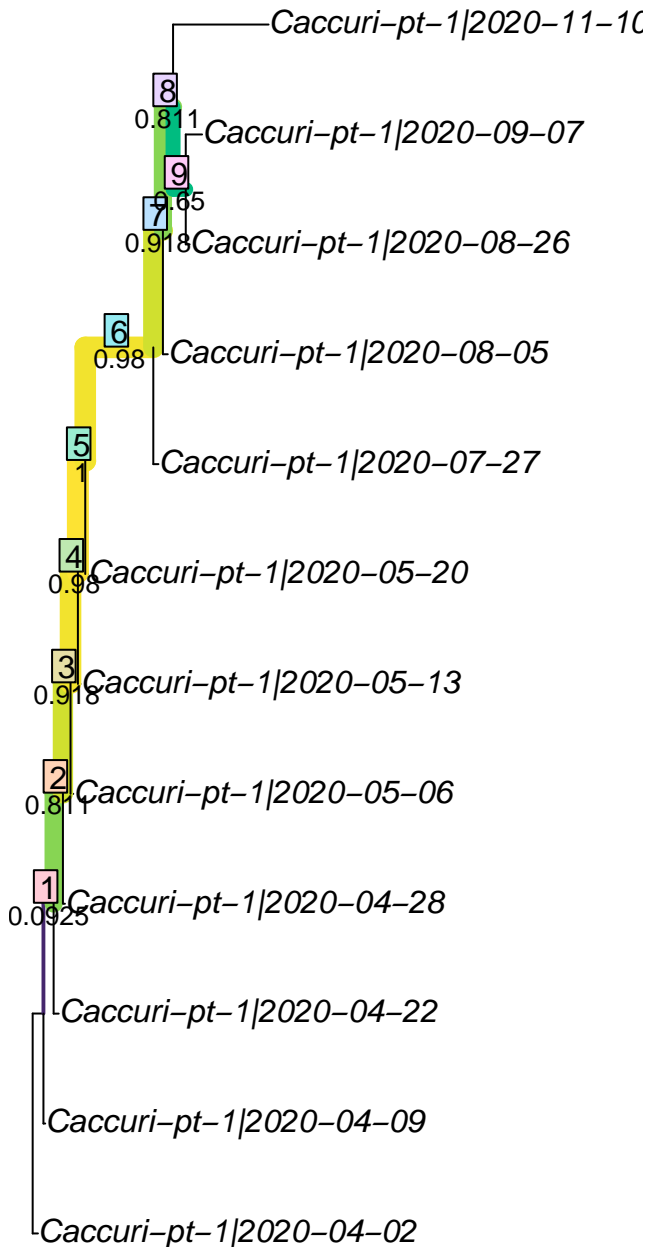 Caccuri-pt-1|2020-11-10
8
0.811
Caccuri-pt-1|2020-09-07
9
0.65
7
0.918
Caccuri-pt-1|2020-08-26
6
0.98
Caccuri-pt-1|2020-08-05
5
1
Caccuri-pt-1|2020-07-27
4
0.98
Caccuri-pt-1|2020-05-20
3
0.918
Caccuri-pt-1|2020-05-13
2
0.811
Caccuri-pt-1|2020-05-06
1
0.0925
Caccuri-pt-1|2020-04-28
Caccuri-pt-1|2020-04-22
Caccuri-pt-1|2020-04-09
Caccuri-pt-1|2020-04-02